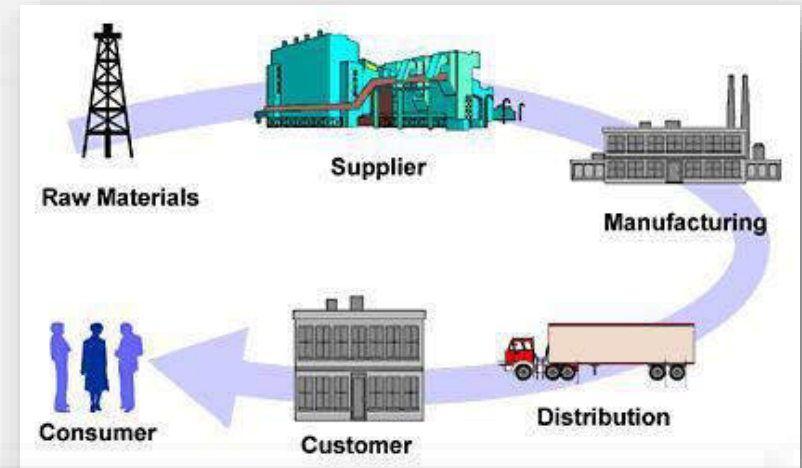 Raw Materials
Supplier
Manufacturing
Distribution
Customer
Consumer